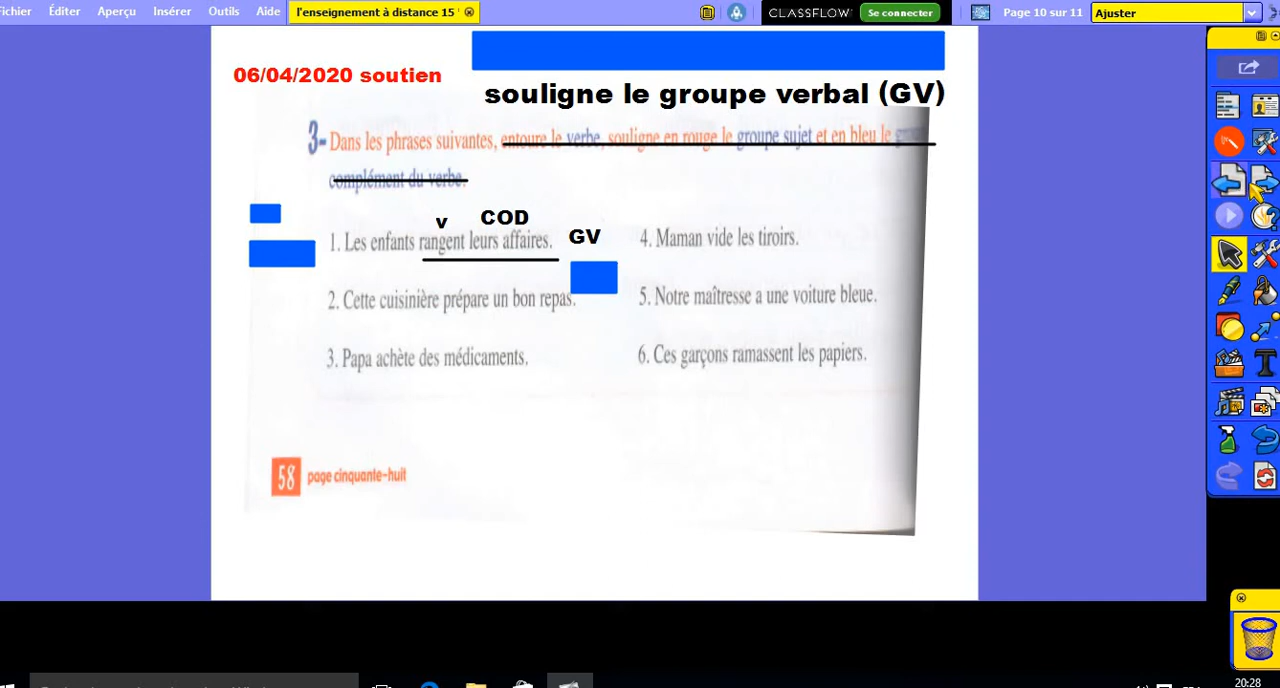 Fichier Éditer Aperçu Insérer Outils Aide l'enseignement à distance 15 CLASSFLOW Se connecter Page 10 sur 11 Ajuster
06/04/2020 soutien
souligne le groupe verbal (GV)
3- Dans les phrases suivantes, entoure le verbe, souligne en rouge le groupe sujet et en bleu le
complément du verbe.
v COD
1. Les enfants rangent leurs affaires. GV
2. Cette cuisinière prépare un bon repas.
3. Papa achète des médicaments.
4. Maman vide les tiroirs.
5. Notre maîtresse a une voiture bleue.
6. Ces garçons ramassent les papiers.
58 page cinquante-huit
20:28